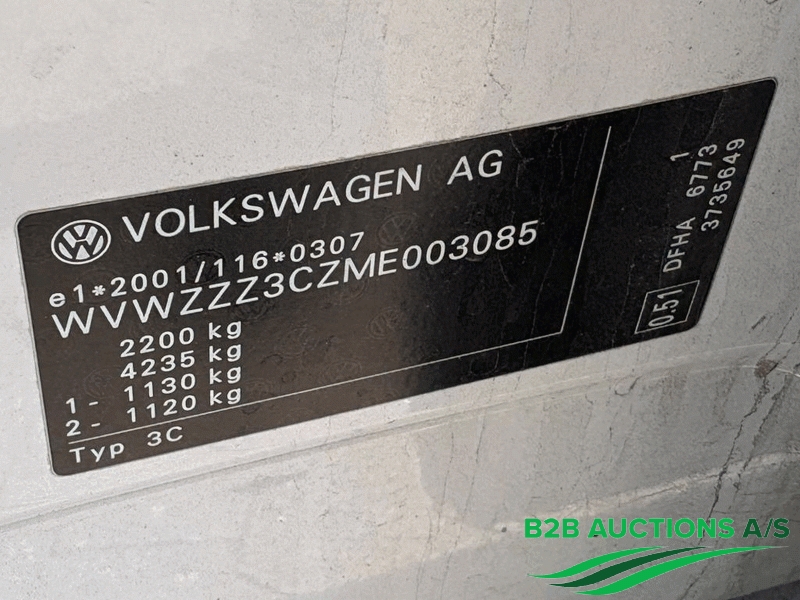 VOLKSWAGEN AG
e1*2001/116*0307
WVWZZZ3CZME003085
2200 kg
4235 kg
1 - 1130 kg
2 - 1120 kg
Typ 3C
1
DFHA 6773
3735649
0.51
B2B AUCTIONS A/S